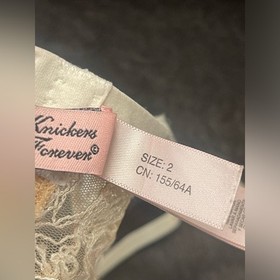 Knickers
Forever©
SIZE: 2
CN: 155/64A